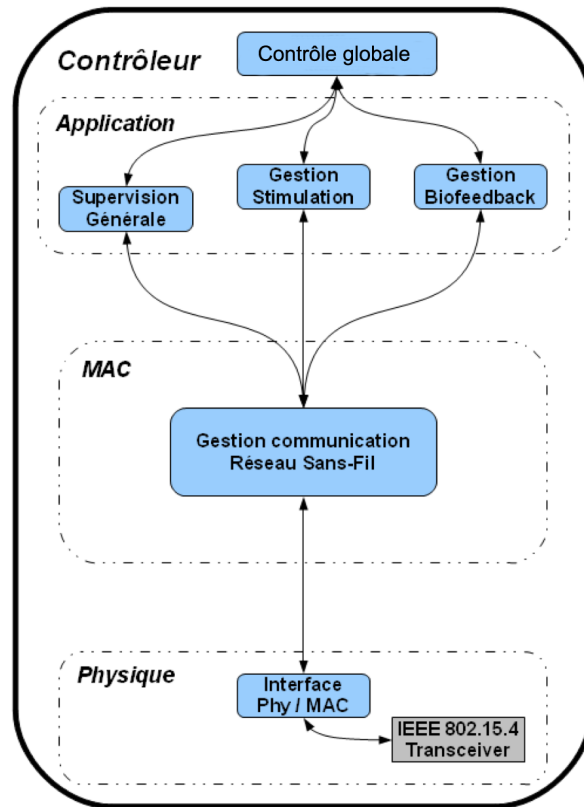 Contrôleur
Contrôle globale
Application
Supervision
Générale
Gestion
Stimulation
Gestion
Biofeedback
MAC
Gestion communication
Réseau Sans-Fil
Physique
Interface
Phy / MAC
IEEE 802.15.4
Transceiver